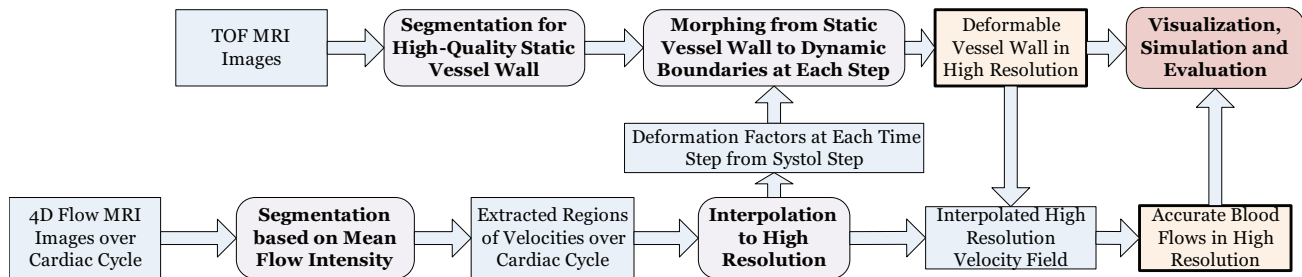 TOF MRI
Images
Segmentation for
High-Quality Static
Vessel Wall
Morphing from Static
Vessel Wall to Dynamic
Boundaries at Each Step
Deformable
Vessel Wall in
High Resolution
Visualization,
Simulation and
Evaluation
Deformation Factors at Each Time
Step from Systol Step
4D Flow MRI
Images over
Cardiac Cycle
Segmentation
based on Mean
Flow Intensity
Extracted Regions
of Velocities over
Cardiac Cycle
Interpolation
to High
Resolution
Interpolated High
Resolution
Velocity Field
Accurate Blood
Flows in High
Resolution